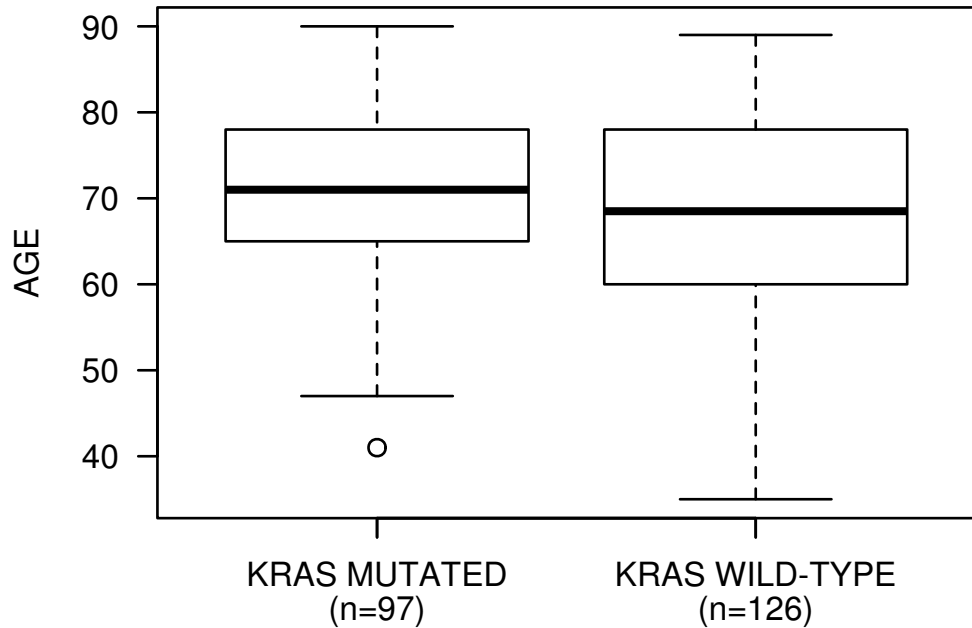 AGE
90
80
70
60
50
40
KRAS MUTATED
(n=97)
KRAS WILD-TYPE
(n=126)